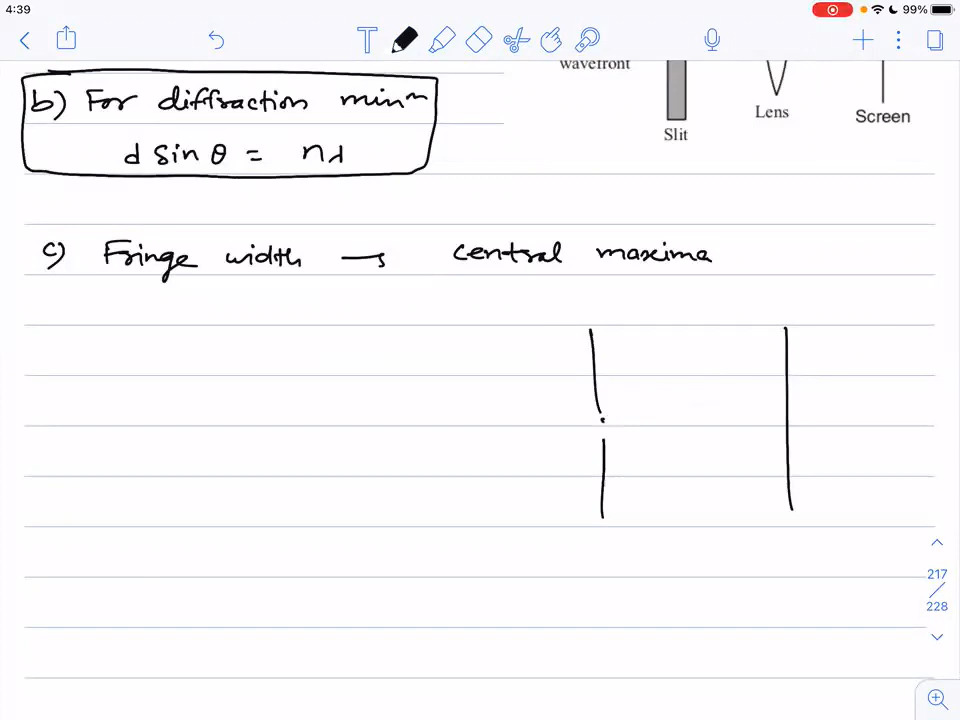 4:39
99%
T
b) For diffraction minm
d sin θ = nλ
wavefront
Slit
Lens
Screen
c) Fringe width → central maxima
217
228